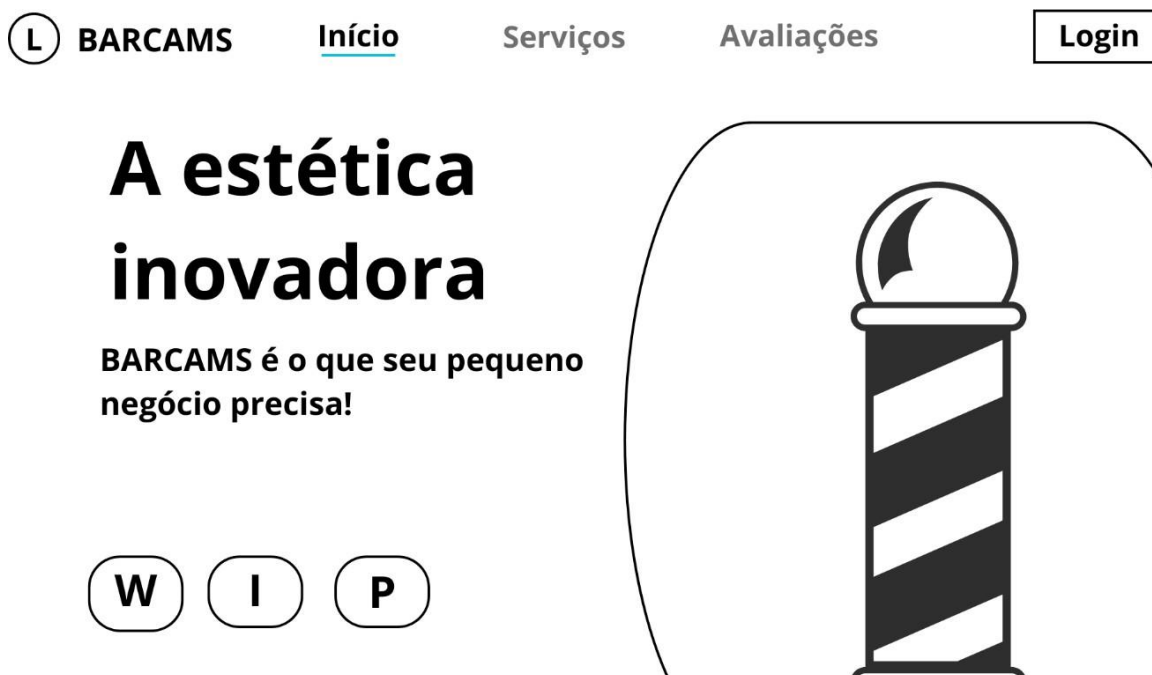 L BARCAMS Início Serviços Avaliações Login
A estética
inovadora
BARCAMS é o que seu pequeno
negócio precisa!
W I P